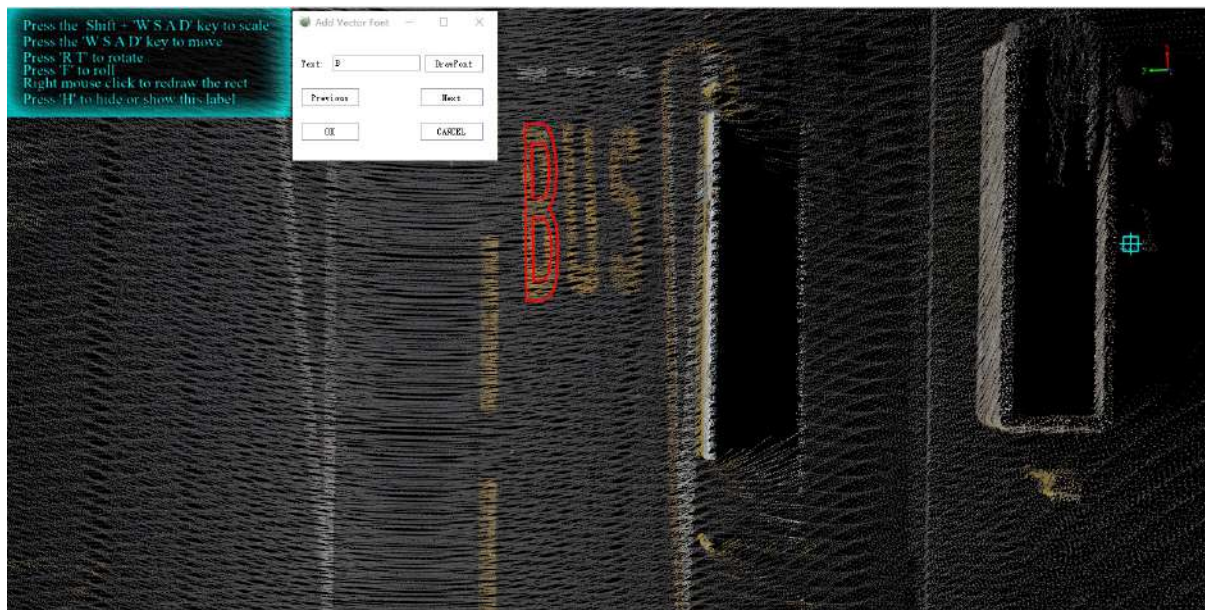 Press the Shift + 'W S A D' key to scale
Press the 'W S A D' key to move
Press 'R T' to rotate
Press 'F' to roll
Right mouse click to redraw the rect
Press 'H' to hide or show this label
Add Vector Font
Text: B DrawFont
Previous Next
OK CANCEL
BUS